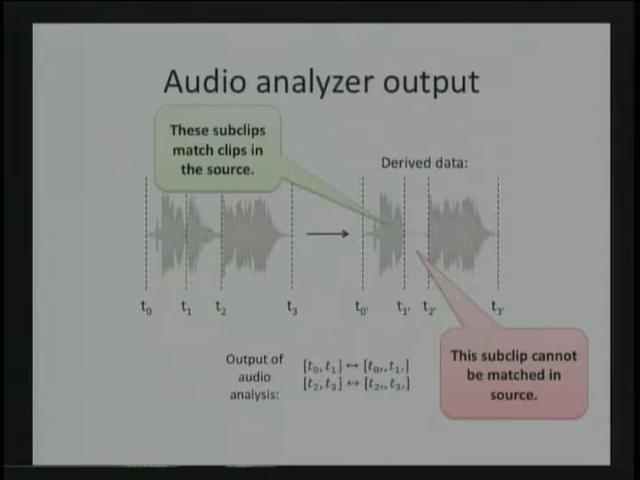 Audio analyzer output
These subclips
match clips in
the source.
Derived data:
t0 t1 t2 t3
t0' t1' t2' t3'
Output of
audio
analysis:
[t0, t1] ↔ [t0', t1']
[t2, t3] ↔ [t2', t3']
This subclip cannot
be matched in
source.